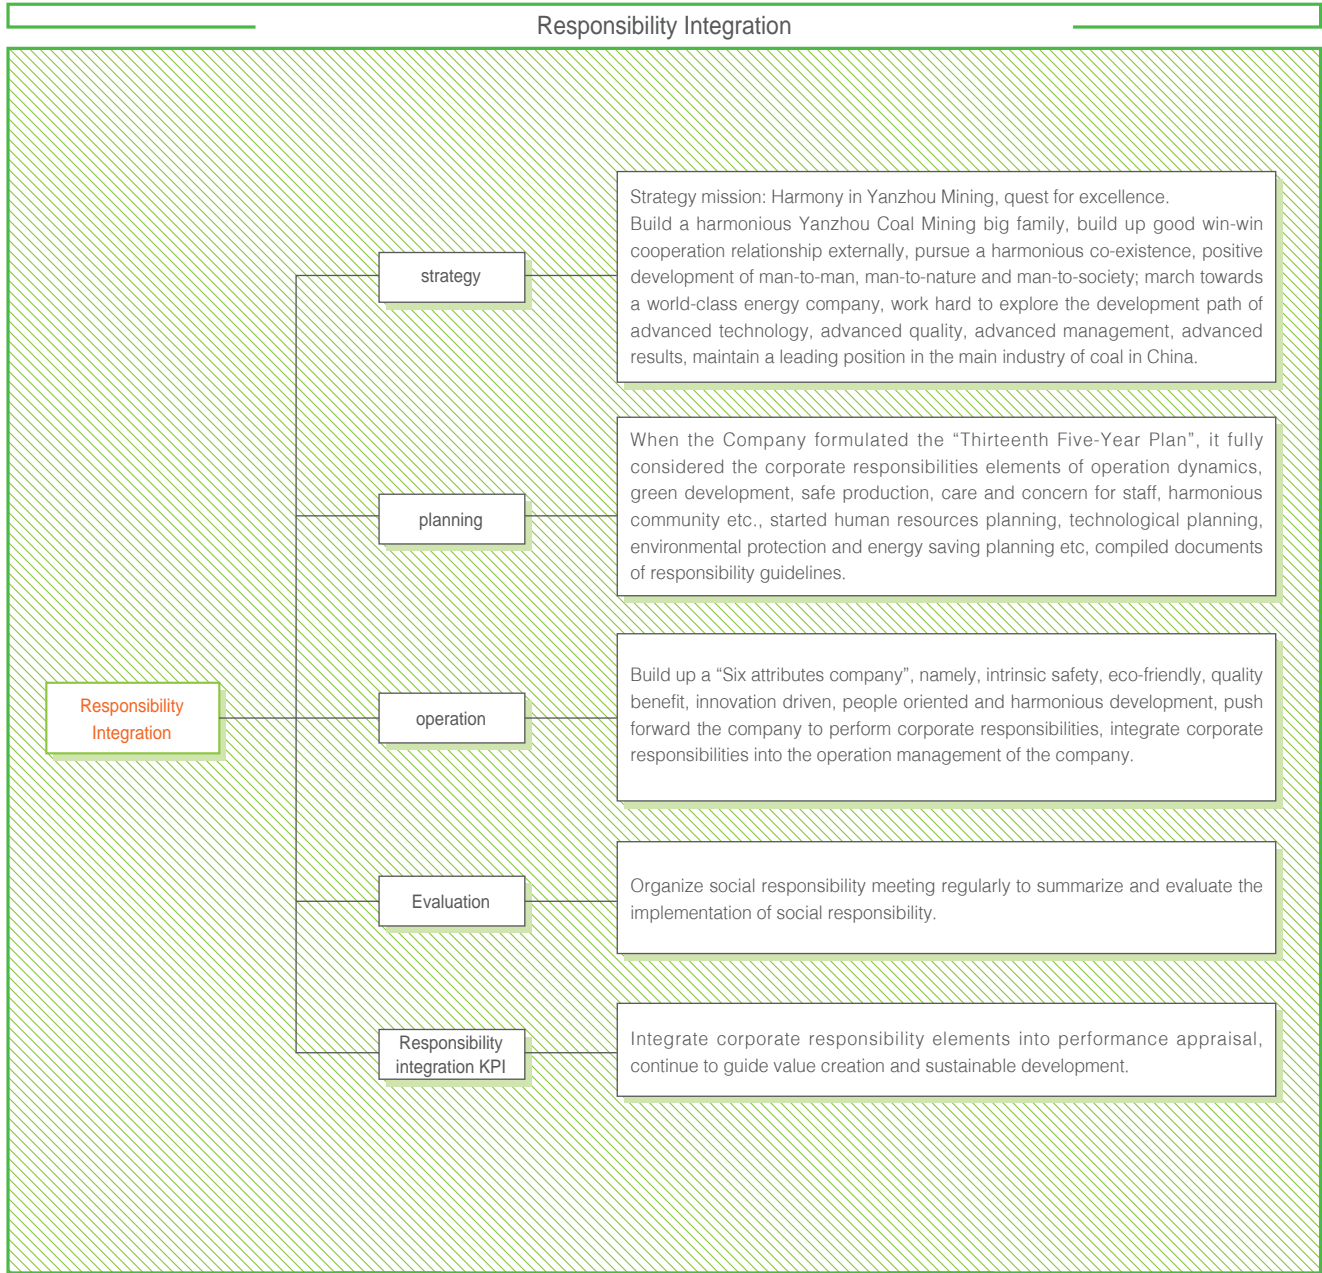 Responsibility Integration
Strategy mission: Harmony in Yanzhou Mining, quest for excellence.
Build a harmonious Yanzhou Coal Mining big family, build up good win-win
cooperation relationship externally, pursue a harmonious co-existence, positive
development of man-to-man, man-to-nature and man-to-society; march towards
a world-class energy company, work hard to explore the development path of
advanced technology, advanced quality, advanced management, advanced
results, maintain a leading position in the main industry of coal in China.
strategy
When the Company formulated the “Thirteenth Five-Year Plan”, it fully
considered the corporate responsibilities elements of operation dynamics,
green development, safe production, care and concern for staff, harmonious
community etc., started human resources planning, technological planning,
environmental protection and energy saving planning etc, compiled documents
of responsibility guidelines.
planning
Build up a “Six attributes company”, namely, intrinsic safety, eco-friendly, quality
benefit, innovation driven, people oriented and harmonious development, push
forward the company to perform corporate responsibilities, integrate corporate
responsibilities into the operation management of the company.
Responsibility
Integration
operation
Organize social responsibility meeting regularly to summarize and evaluate the
implementation of social responsibility.
Evaluation
Integrate corporate responsibility elements into performance appraisal,
continue to guide value creation and sustainable development.
Responsibility
integration KPI